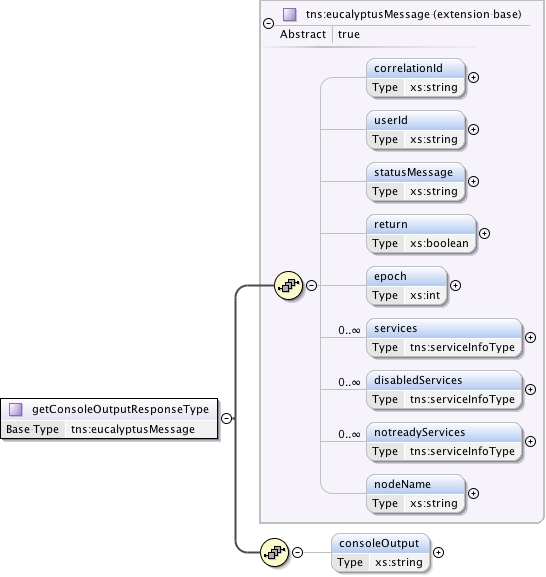 tns:eucalyptusMessage (extension base)
Abstract true
correlationId
Type xs:string
userId
Type xs:string
statusMessage
Type xs:string
return
Type xs:boolean
epoch
Type xs:int
0..∞ services
Type tns:serviceInfoType
0..∞ disabledServices
Type tns:serviceInfoType
0..∞ notreadyServices
Type tns:serviceInfoType
nodeName
Type xs:string
getConsoleOutputResponseType
Base Type tns:eucalyptusMessage
consoleOutput
Type xs:string